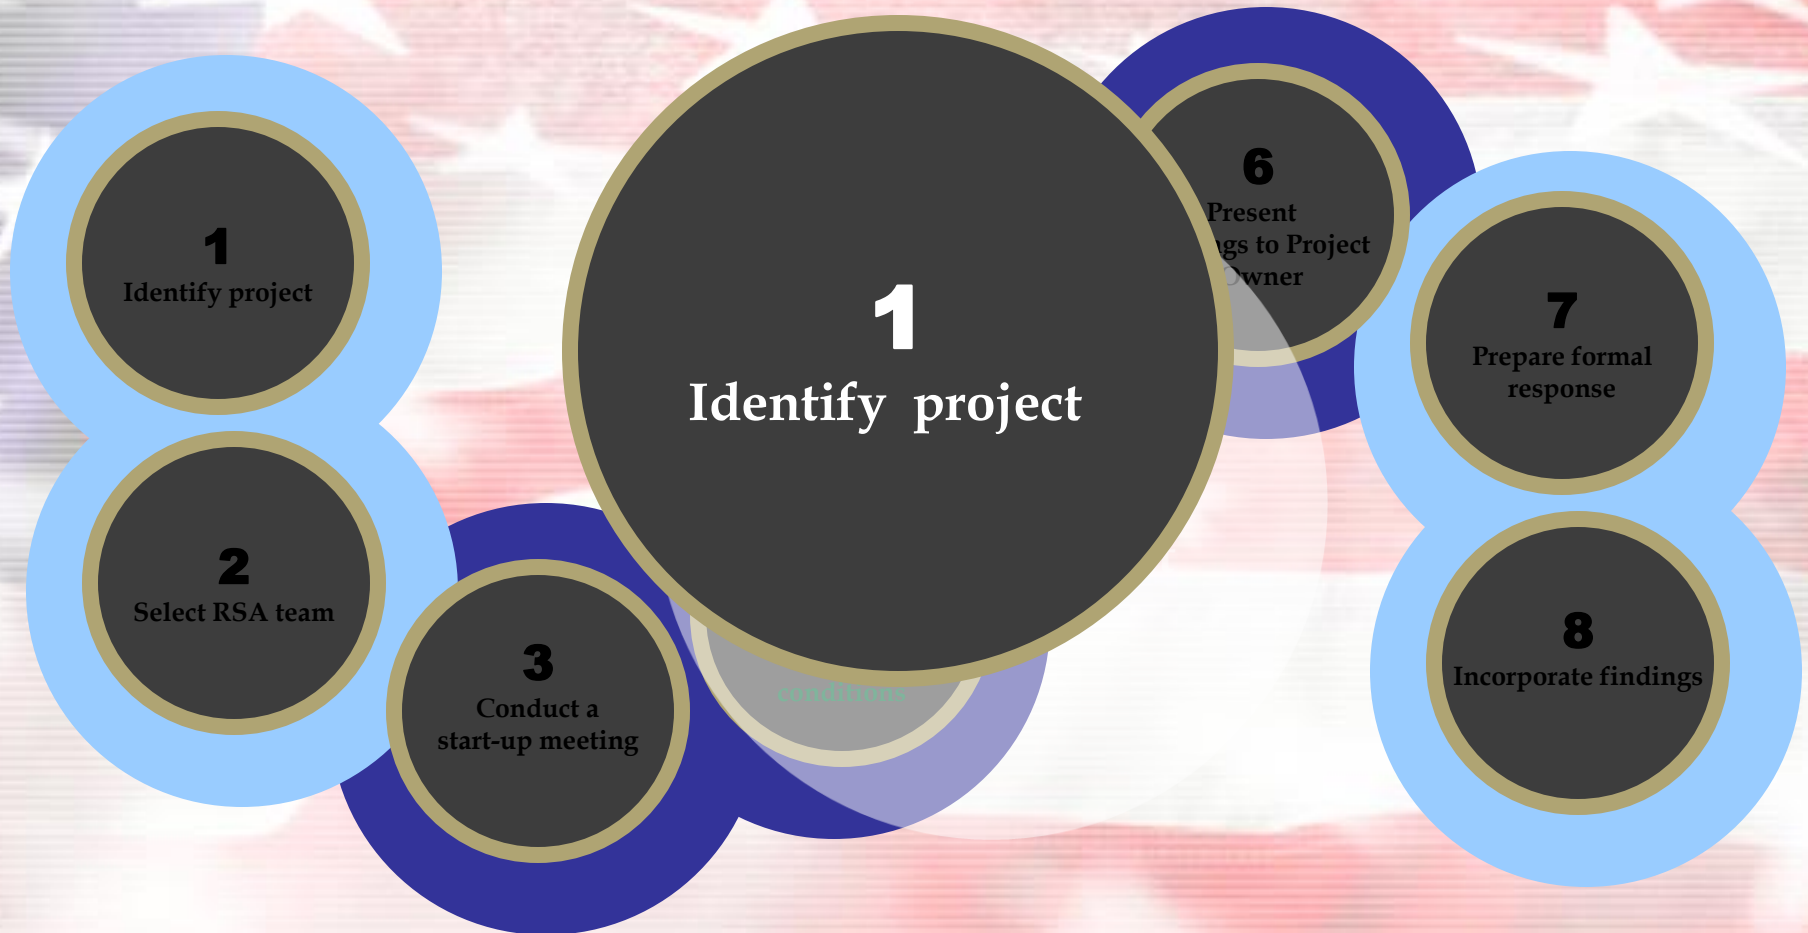 1
Identify project
2
Select RSA team
3
Conduct a
start-up meeting
conditions
1
Identify project
6
Present
to Project
7
Prepare formal
response
8
Incorporate findings